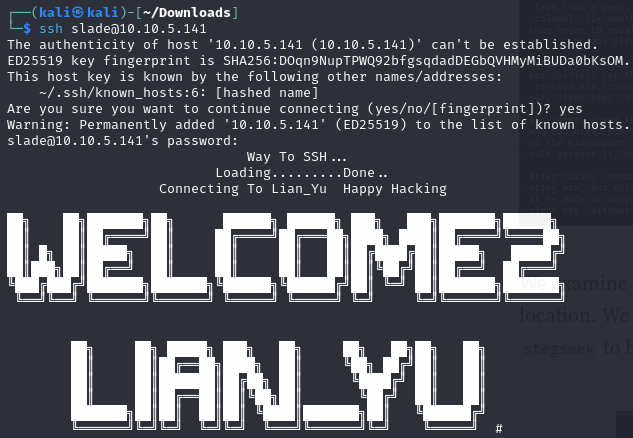 ┌──(kali㉿kali)-[~/Downloads]
└─$ ssh slade@10.10.5.141
The authenticity of host '10.10.5.141 (10.10.5.141)' can't be established.
ED25519 key fingerprint is SHA256:DOqn9NupTPWQ92bfgsqdadDEGbQVHMyMiBUDa0bKsOM.
This host key is known by the following other names/addresses:
~/.ssh/known_hosts:6: [hashed name]
Are you sure you want to continue connecting (yes/no/[fingerprint])? yes
Warning: Permanently added '10.10.5.141' (ED25519) to the list of known hosts.
slade@10.10.5.141's password:
Way To SSH...
Loading.........Done..
Connecting To Lian_Yu  Happy Hacking
WELCOME2
LIAN_YU #
We examine
location. We
stegseek to b